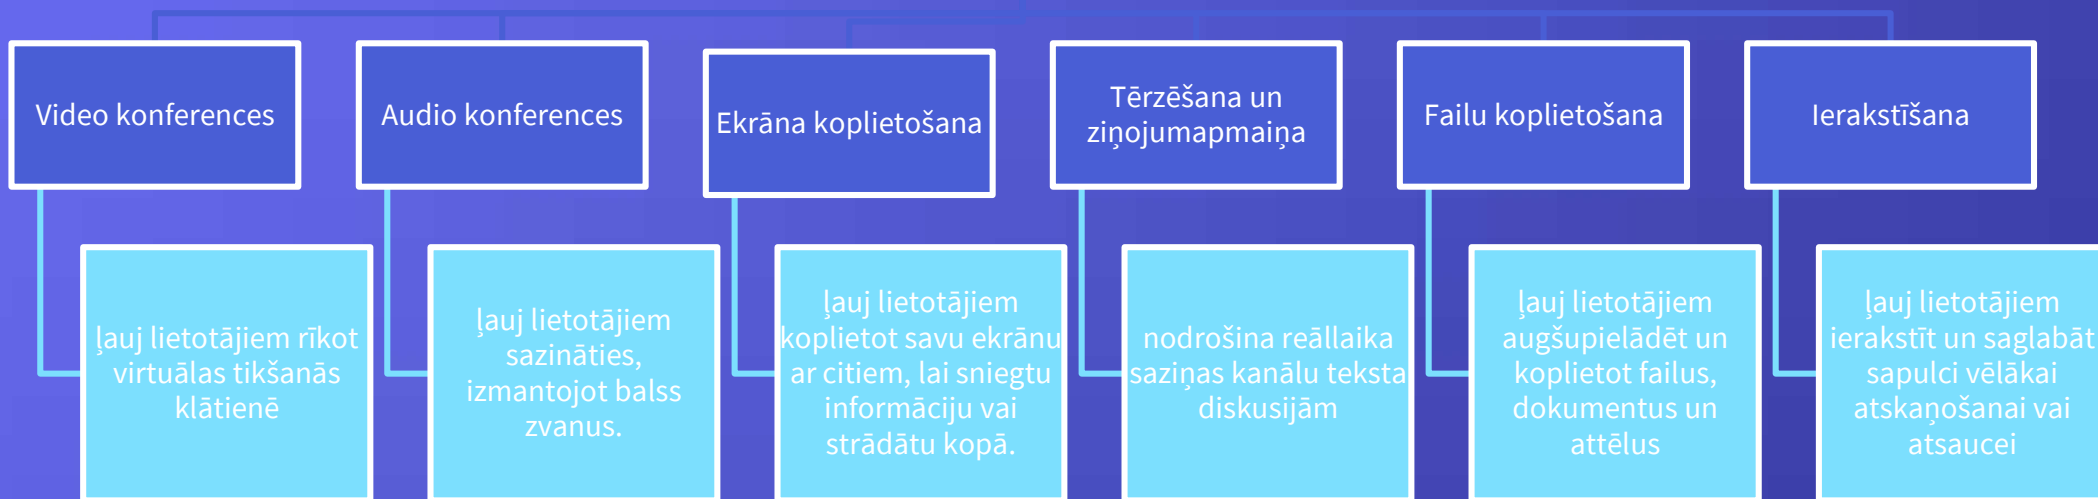 Video konferences
Audio konferences
Ekrāna koplietošana
Tērzēšana un
ziņojumapmaiņa
Failu koplietošana
Ierakstīšana
ļauj lietotājiem rīkot
virtuālas tikšanās
klātienē
ļauj lietotājiem
sazināties,
izmantojot balss
zvanus.
ļauj lietotājiem
koplietot savu ekrānu
ar citiem, lai sniegtu
informāciju vai
strādātu kopā.
nodrošina reāllaika
saziņas kanālu teksta
diskusijām
ļauj lietotājiem
augšupielādēt un
koplietot failus,
dokumentus un
attēlus
ļauj lietotājiem
ierakstīt un saglabāt
sapulci vēlākai
atskaņošanai vai
atsaucei